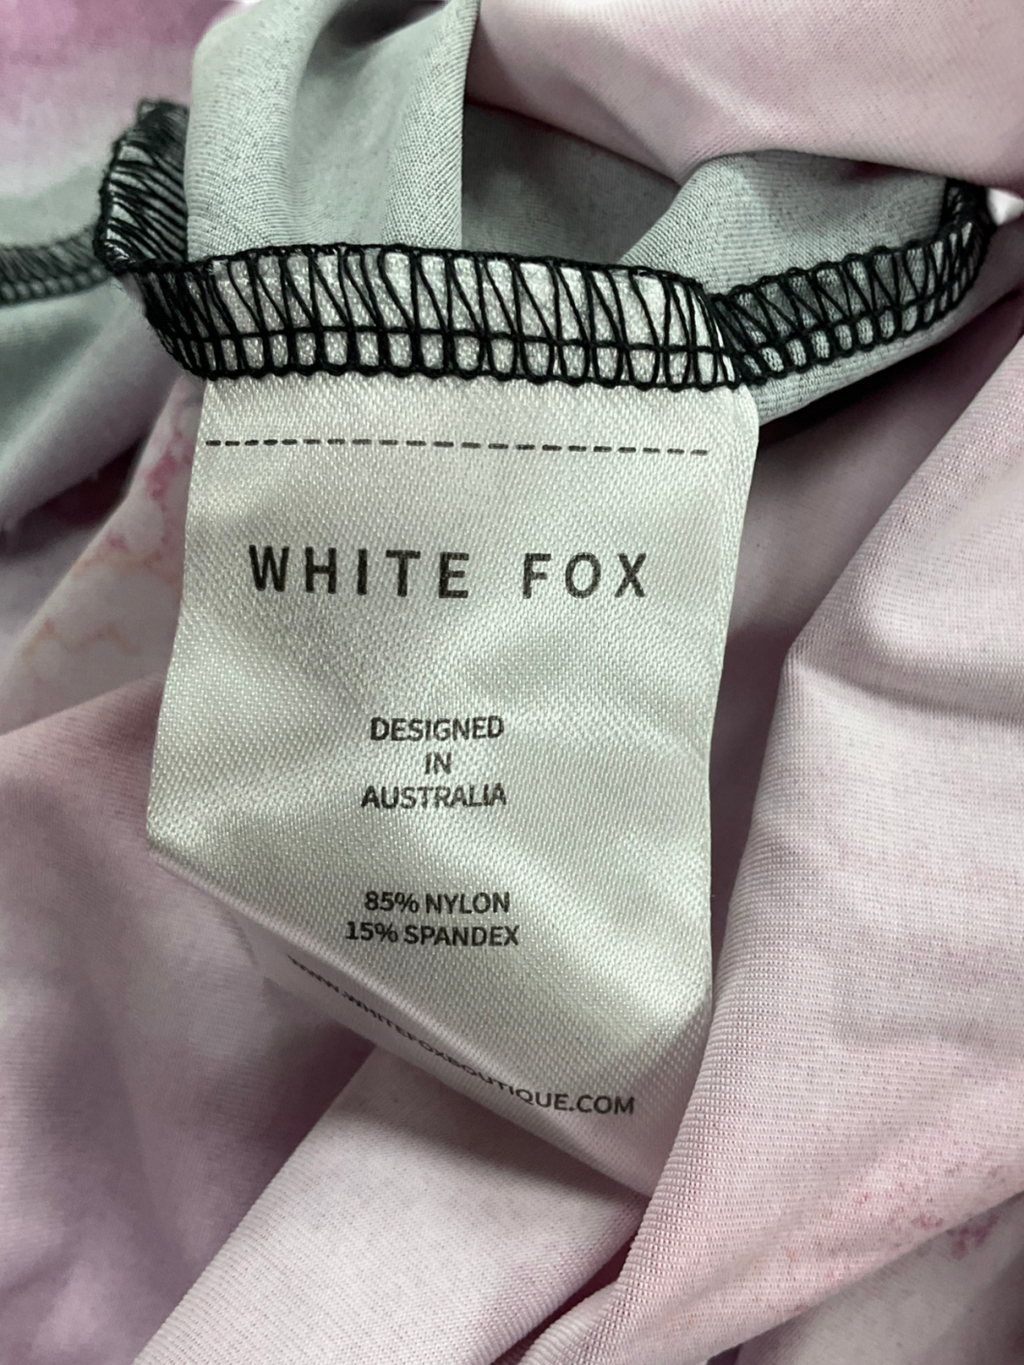 WHITE FOX
DESIGNED
IN
AUSTRALIA
85% NYLON
15% SPANDEX
WWW.WHITEFOXBOUTIQUE.COM